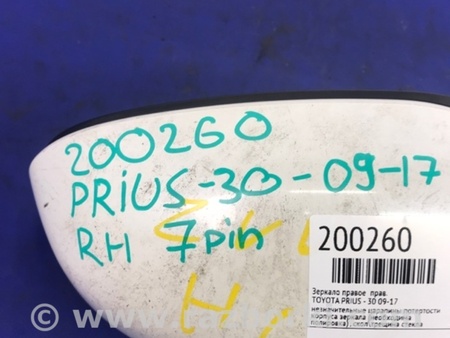 200260
PRIUS-30-09-17
RH 7pin
200260
Зеркало правое прав.
TOYOTA PRIUS - 30 09-17
незначительные царапины потертости
корпуса зеркала (необходима
полировка), скол\трещина стекла